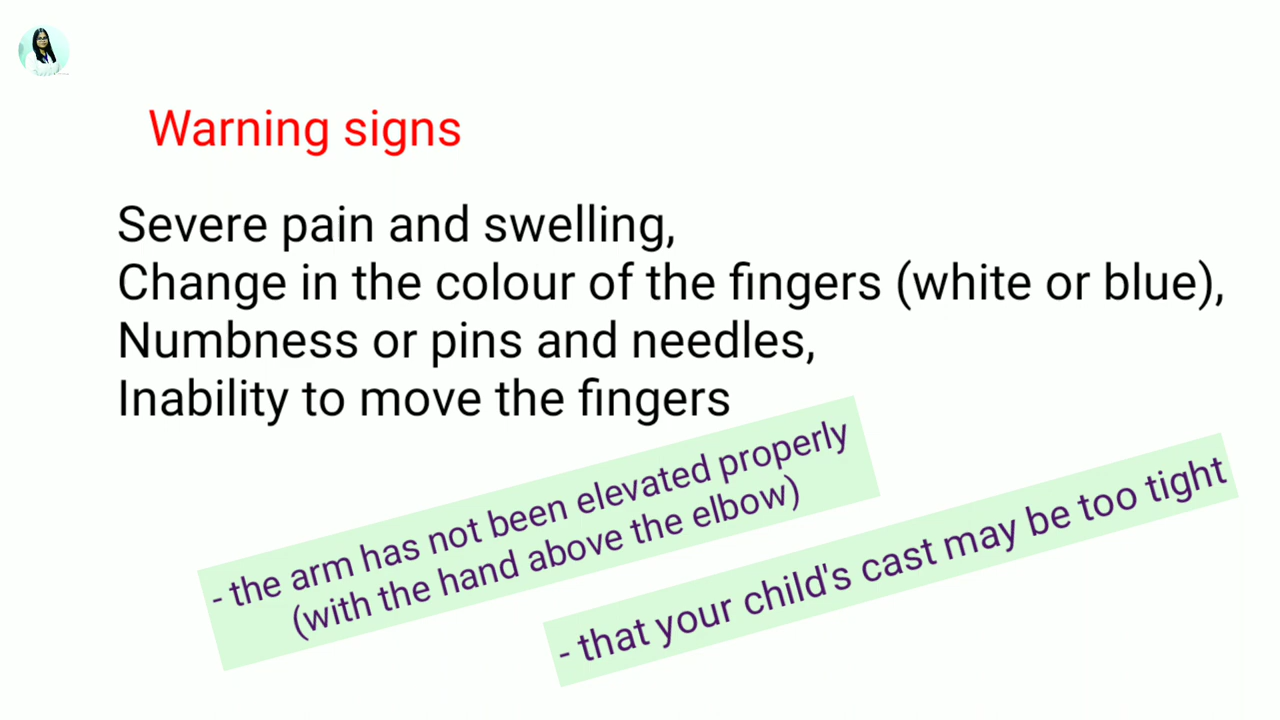 Warning signs
Severe pain and swelling,
Change in the colour of the fingers (white or blue),
Numbness or pins and needles,
Inability to move the fingers
- the arm has not been elevated properly
(with the hand above the elbow)
- that your child's cast may be too tight